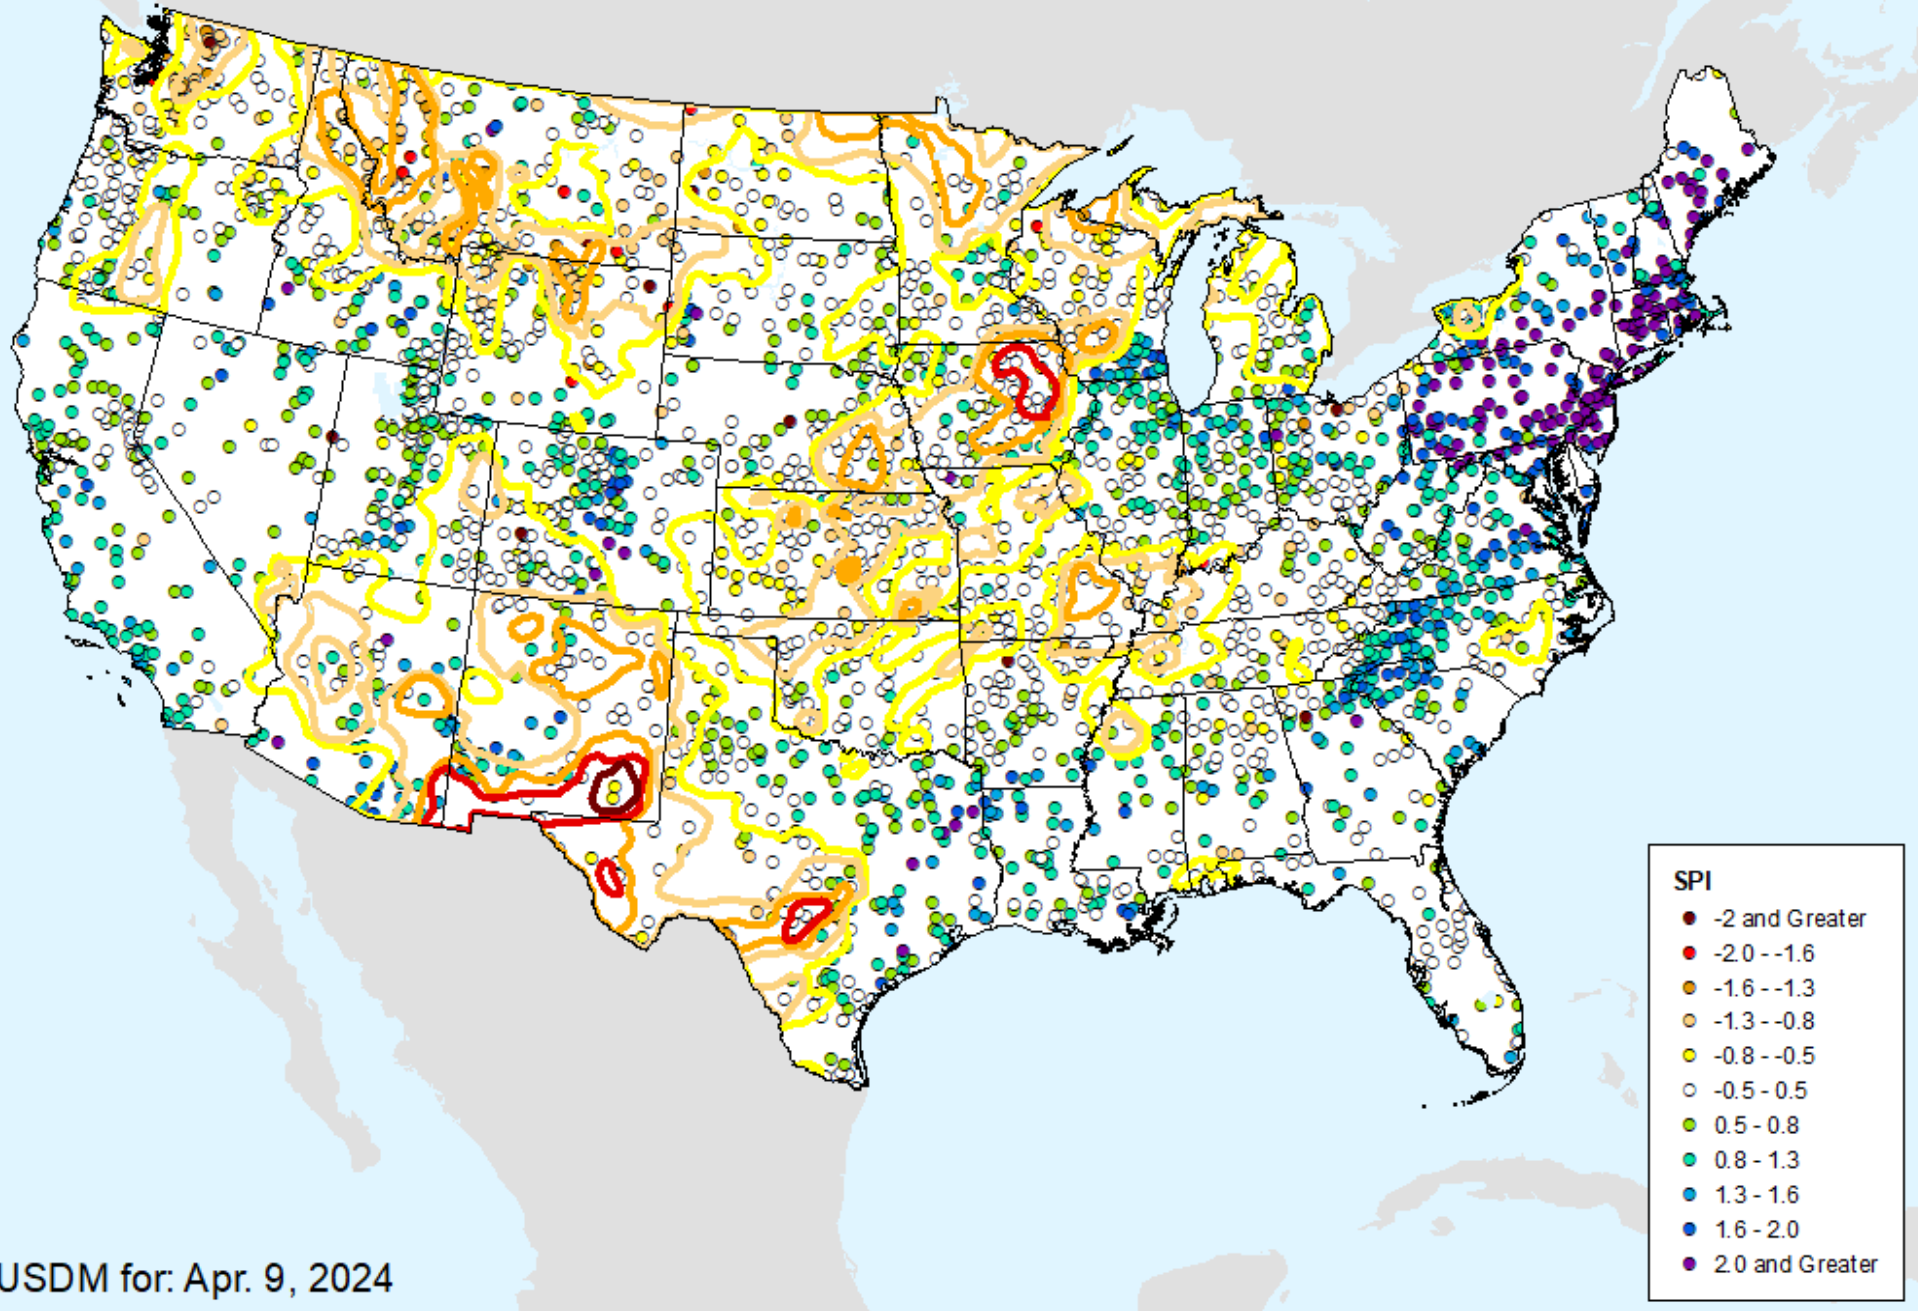 SPI
-2 and Greater
-2.0 - -1.6
-1.6 - -1.3
-1.3 - -0.8
-0.8 - -0.5
-0.5 - 0.5
0.5 - 0.8
0.8 - 1.3
1.3 - 1.6
1.6 - 2.0
2.0 and Greater
USDM for: Apr. 9, 2024